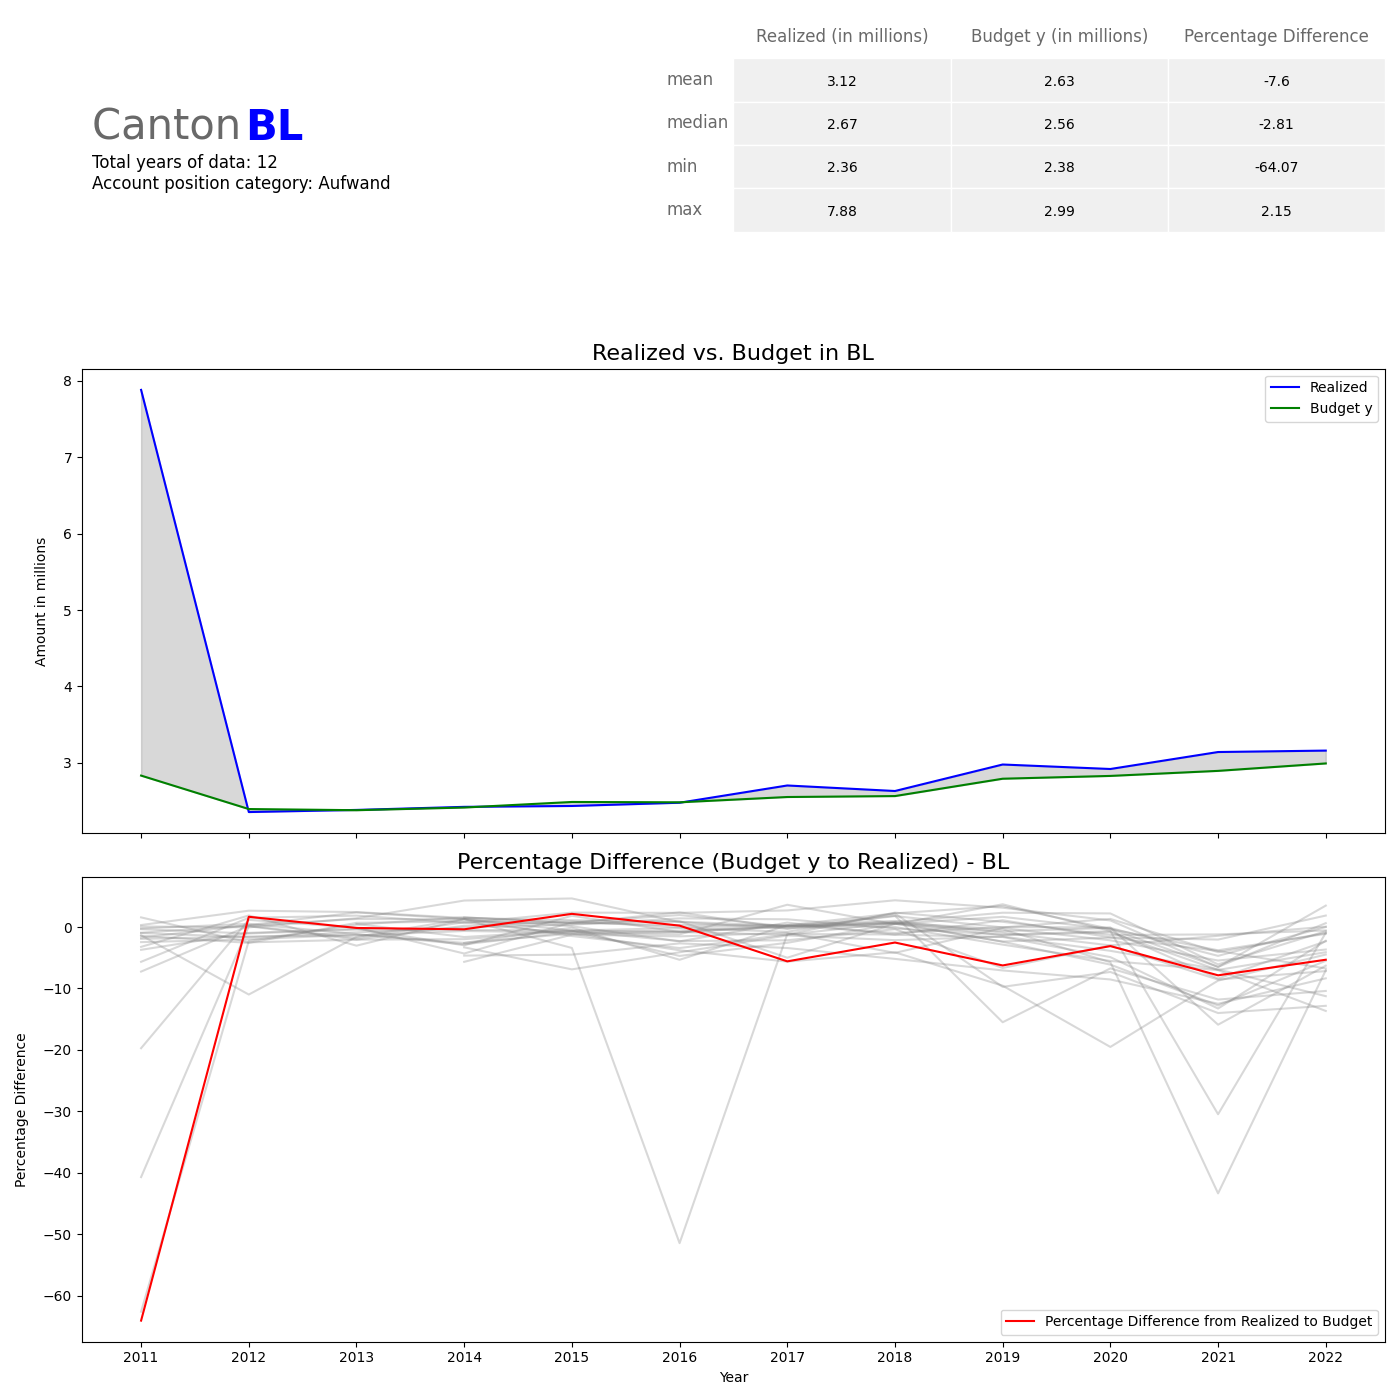 Realized (in millions) Budget y (in millions) Percentage Difference
mean 3.12 2.63 -7.6
median 2.67 2.56 -2.81
min 2.36 2.38 -64.07
max 7.88 2.99 2.15
Canton BL
Total years of data: 12
Account position category: Aufwand
Realized vs. Budget in BL
Realized
Budget y
8
7
6
5
4
3
Amount in millions
Percentage Difference (Budget y to Realized) - BL
0
−10
−20
−30
−40
−50
−60
Percentage Difference
Percentage Difference from Realized to Budget
2011 2012 2013 2014 2015 2016 2017 2018 2019 2020 2021 2022
Year